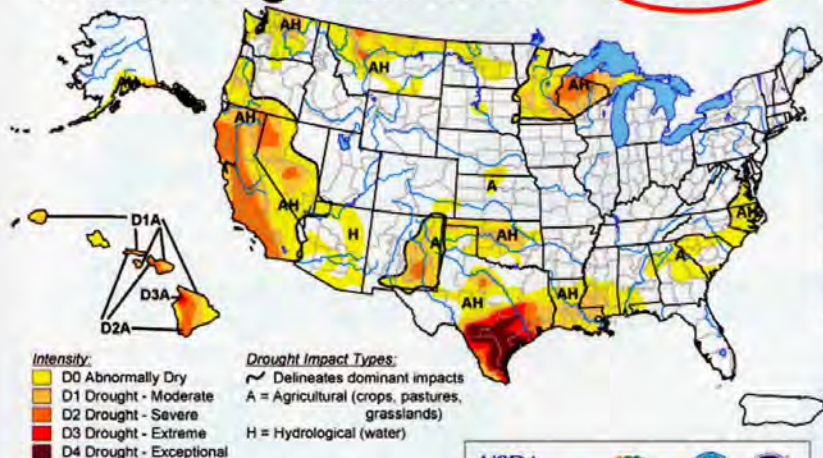 AH
AH
AH
AH
A
AH
AH
H
A
AH
A
AH
AH
D1A
D3A
D2A
Intensity:
D0 Abnormally Dry
D1 Drought - Moderate
D2 Drought - Severe
D3 Drought - Extreme
D4 Drought - Exceptional
Drought Impact Types:
Delineates dominant impacts
A = Agricultural (crops, pastures,
grasslands)
H = Hydrological (water)